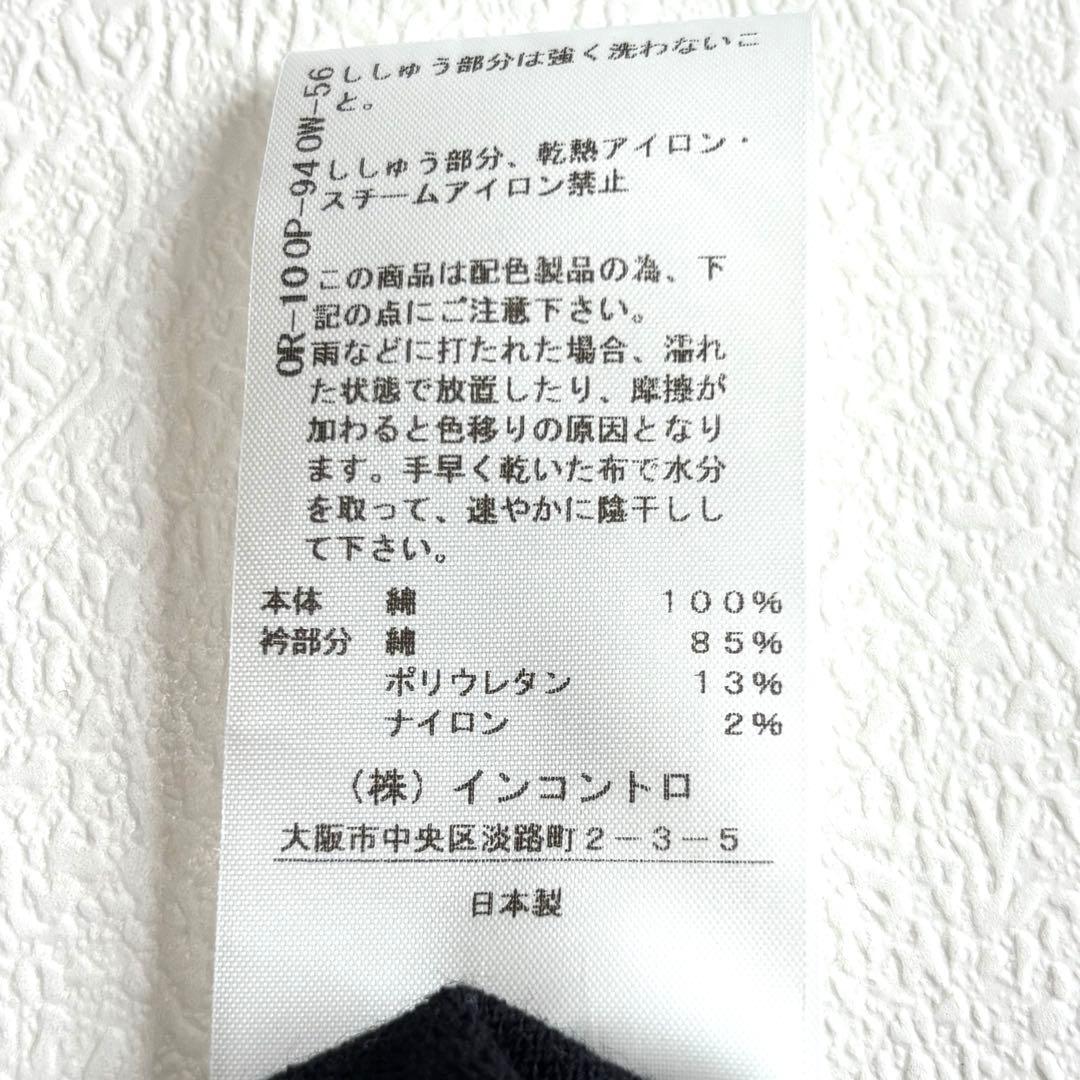 ししゅう部分は強く洗わないこ
と。
ししゅう部分、乾熱アイロン・
スチームアイロン禁止
この商品は配色製品の為、下
記の点にご注意下さい。
雨などに打たれた場合、濡れ
た状態で放置したり、摩擦が
加わると色移りの原因となり
ます。手早く乾いた布で水分
を取って、速やかに陰干しし
て下さい。
本体 綿 100%
衿部分 綿 85%
ポリウレタン 13%
ナイロン 2%
(株)インコントロ
大阪市中央区淡路町2-3-5
日本製
OR-100P-940W-56